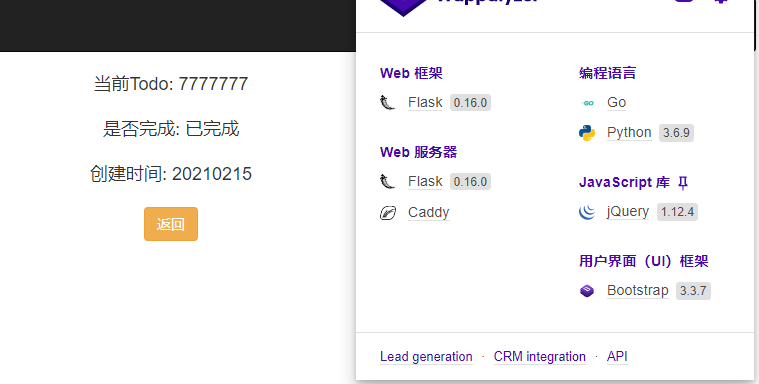 当前Todo: 7777777
是否完成: 已完成
创建时间: 20210215
返回
Wappalyzer
Web 框架
Flask 0.16.0
Web 服务器
Flask 0.16.0
Caddy
编程语言
Go
Python 3.6.9
JavaScript 库
jQuery 1.12.4
用户界面（UI）框架
Bootstrap 3.3.7
Lead generation · CRM integration · API